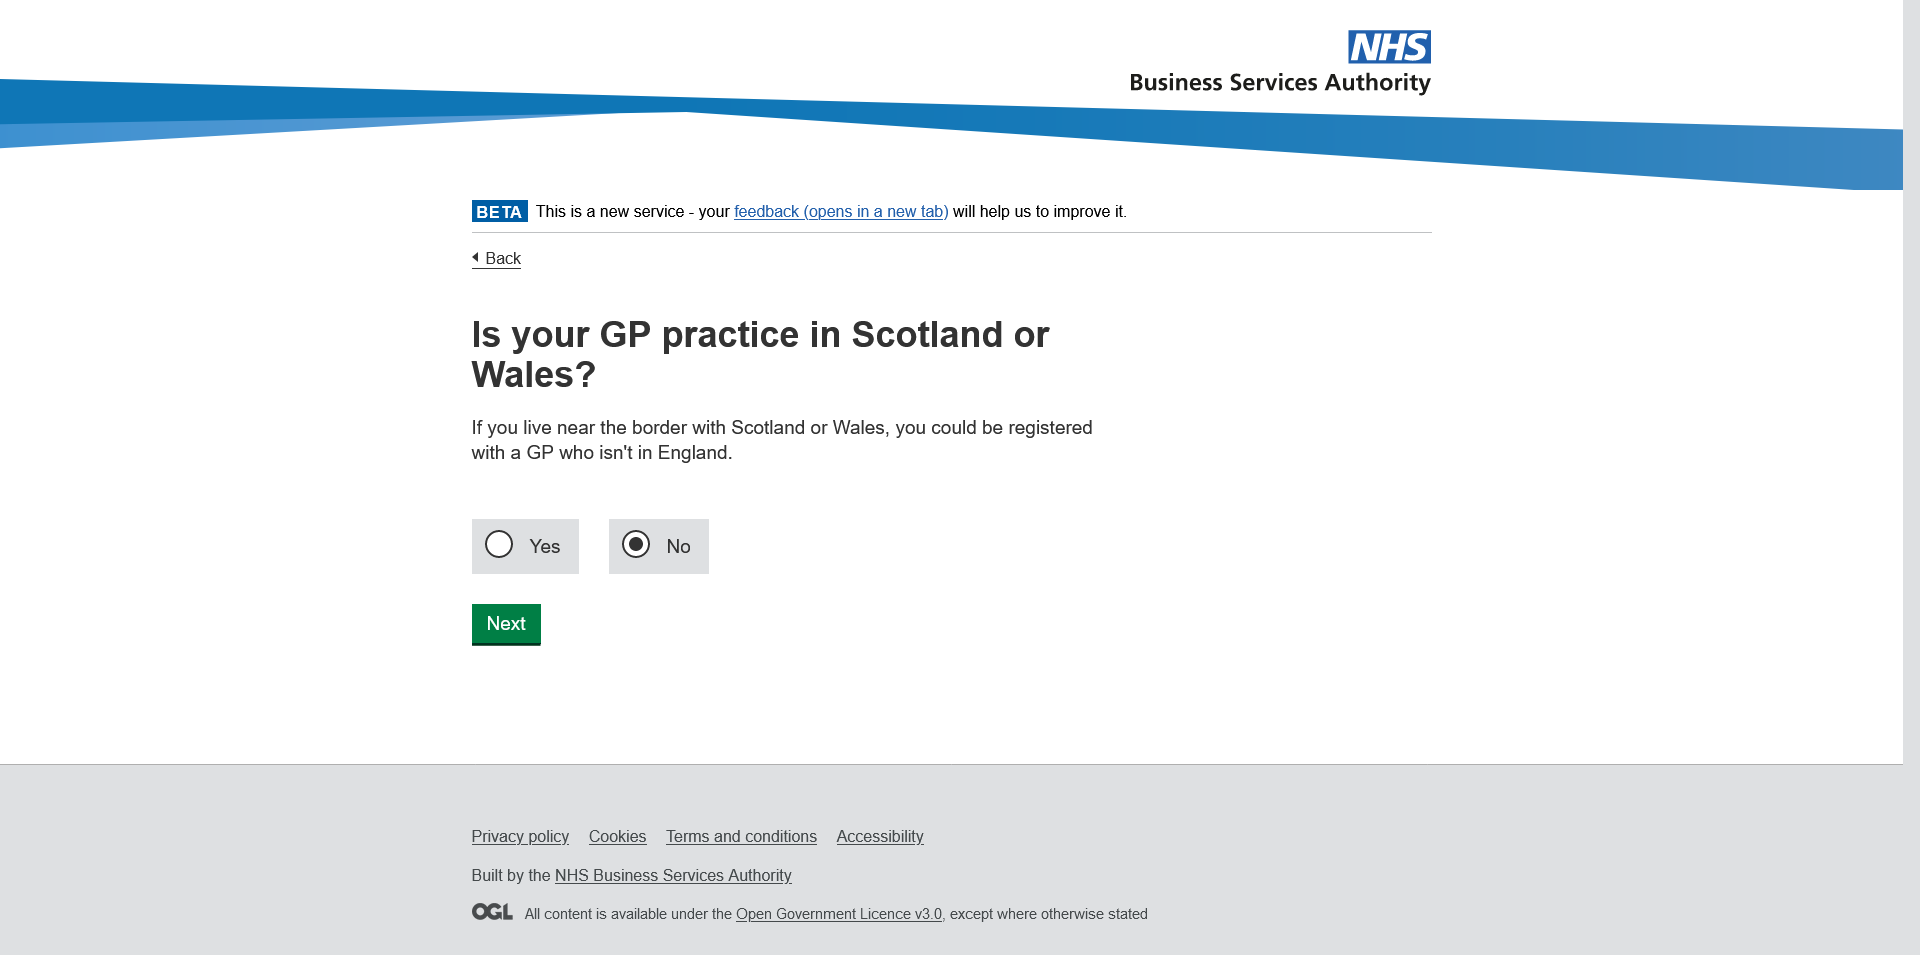 NHS
Business Services Authority
BETA This is a new service - your feedback (opens in a new tab) will help us to improve it.
Back
Is your GP practice in Scotland or
Wales?
If you live near the border with Scotland or Wales, you could be registered
with a GP who isn't in England.
Yes No
Next
Privacy policy Cookies Terms and conditions Accessibility
Built by the NHS Business Services Authority
OGL All content is available under the Open Government Licence v3.0, except where otherwise stated